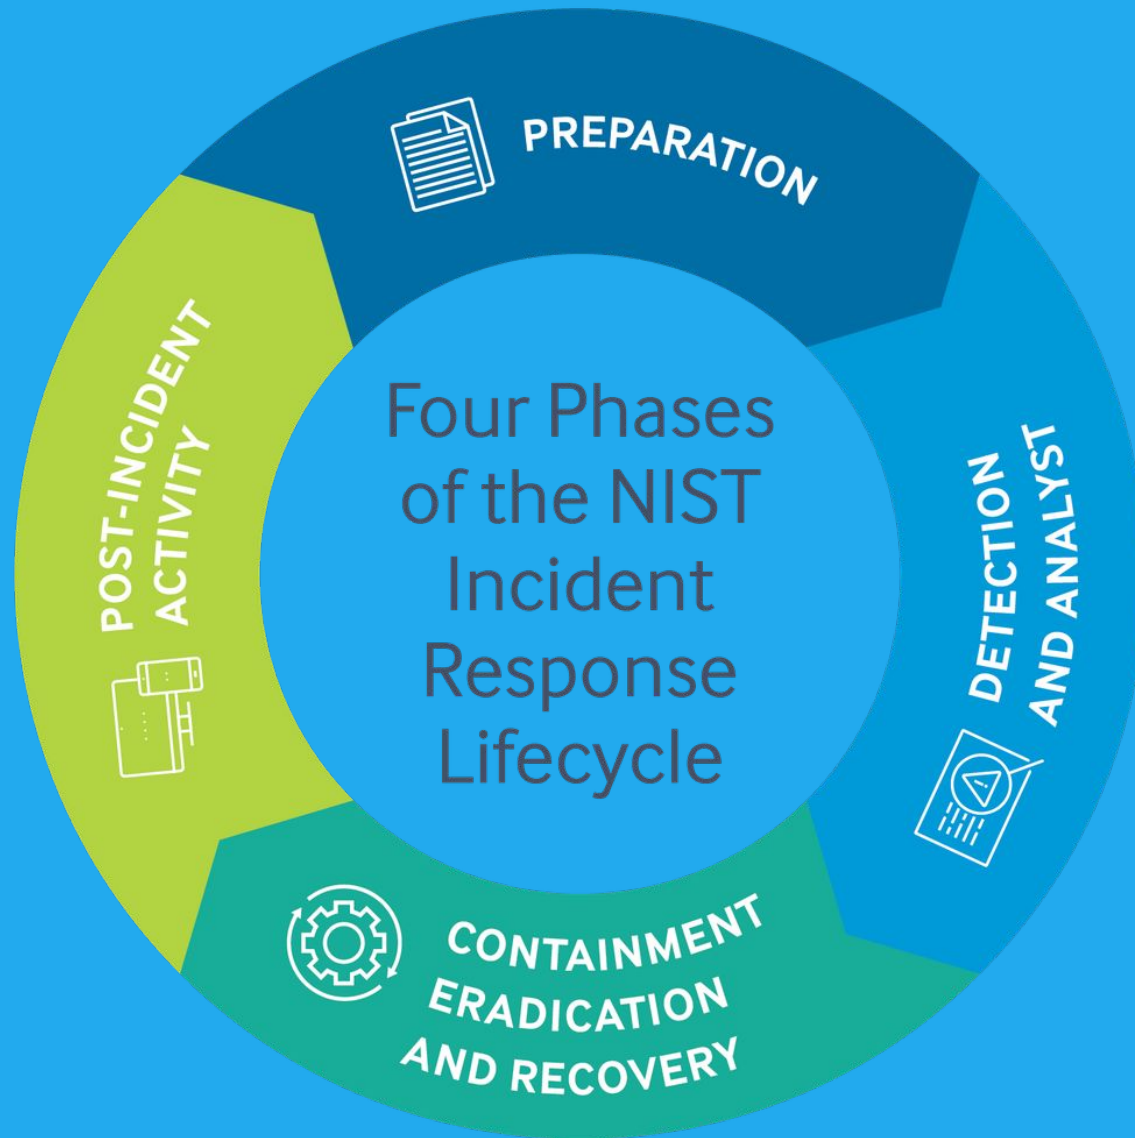 PREPARATION
DETECTION
AND ANALYST
CONTAINMENT
ERADICATION
AND RECOVERY
POST-INCIDENT
ACTIVITY
Four Phases
of the NIST
Incident
Response
Lifecycle